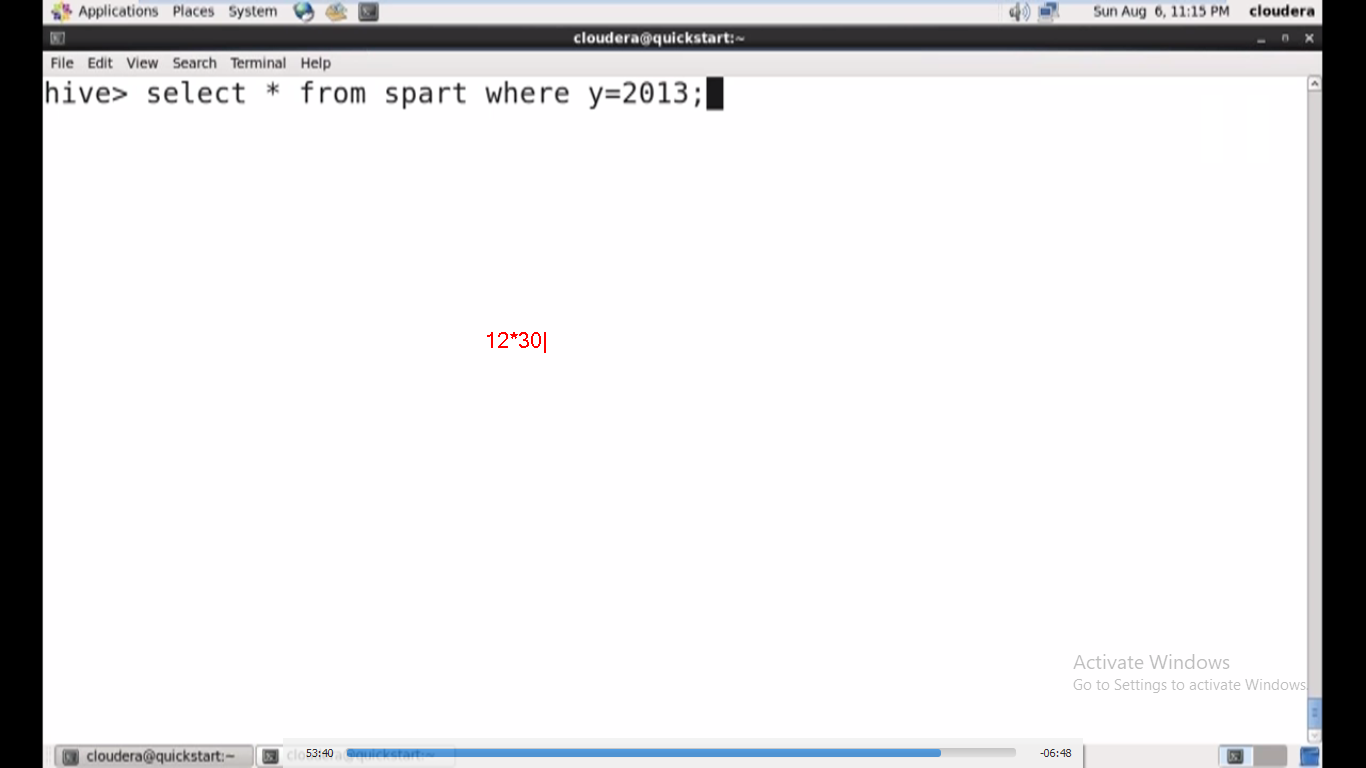 Applications Places System Sun Aug 6, 11:15 PM cloudera
cloudera@quickstart:~
File Edit View Search Terminal Help
hive> select * from spart where y=2013;
12*30
Activate Windows
Go to Settings to activate Windows.
cloudera@quickstart:~ cloudera@quickstart:~
53:40 -06:48